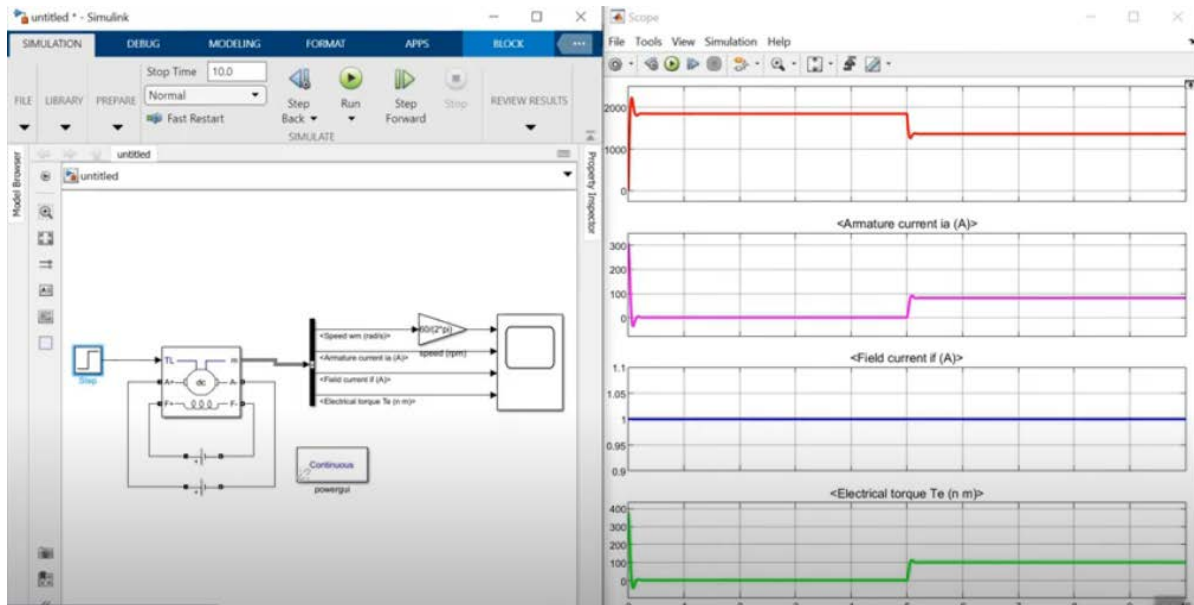 untitled * - Simulink
SIMULATION DEBUG MODELING FORMAT APPS BLOCK
FILE LIBRARY PREPARE
Stop Time 10.0
Normal
Fast Restart
Step Back
Run
Step Forward
Stop
SIMULATE
REVIEW RESULTS
untitled
untitled
Model Browser
Property Inspector
Step
TL m
A+ dc A-
F+ F-
<Speed wm (rad/s)>
<Armature current ia (A)>
<Field current if (A)>
<Electrical torque Te (n m)>
60/(2*pi)
speed (rpm)
Continuous
powergui
Scope
File Tools View Simulation Help
2000
1000
0
<Armature current ia (A)>
300
200
100
0
<Field current if (A)>
1.1
1.05
1
0.95
0.9
<Electrical torque Te (n m)>
400
300
200
100
0